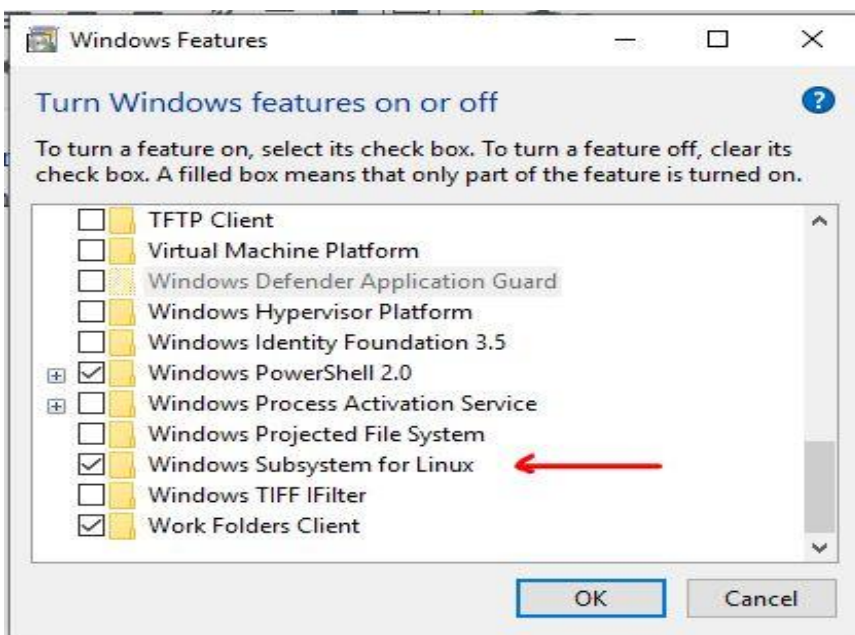 Windows Features
Turn Windows features on or off
To turn a feature on, select its check box. To turn a feature off, clear its
check box. A filled box means that only part of the feature is turned on.
TFTP Client
Virtual Machine Platform
Windows Defender Application Guard
Windows Hypervisor Platform
Windows Identity Foundation 3.5
Windows PowerShell 2.0
Windows Process Activation Service
Windows Projected File System
Windows Subsystem for Linux
Windows TIFF IFilter
Work Folders Client
OK Cancel